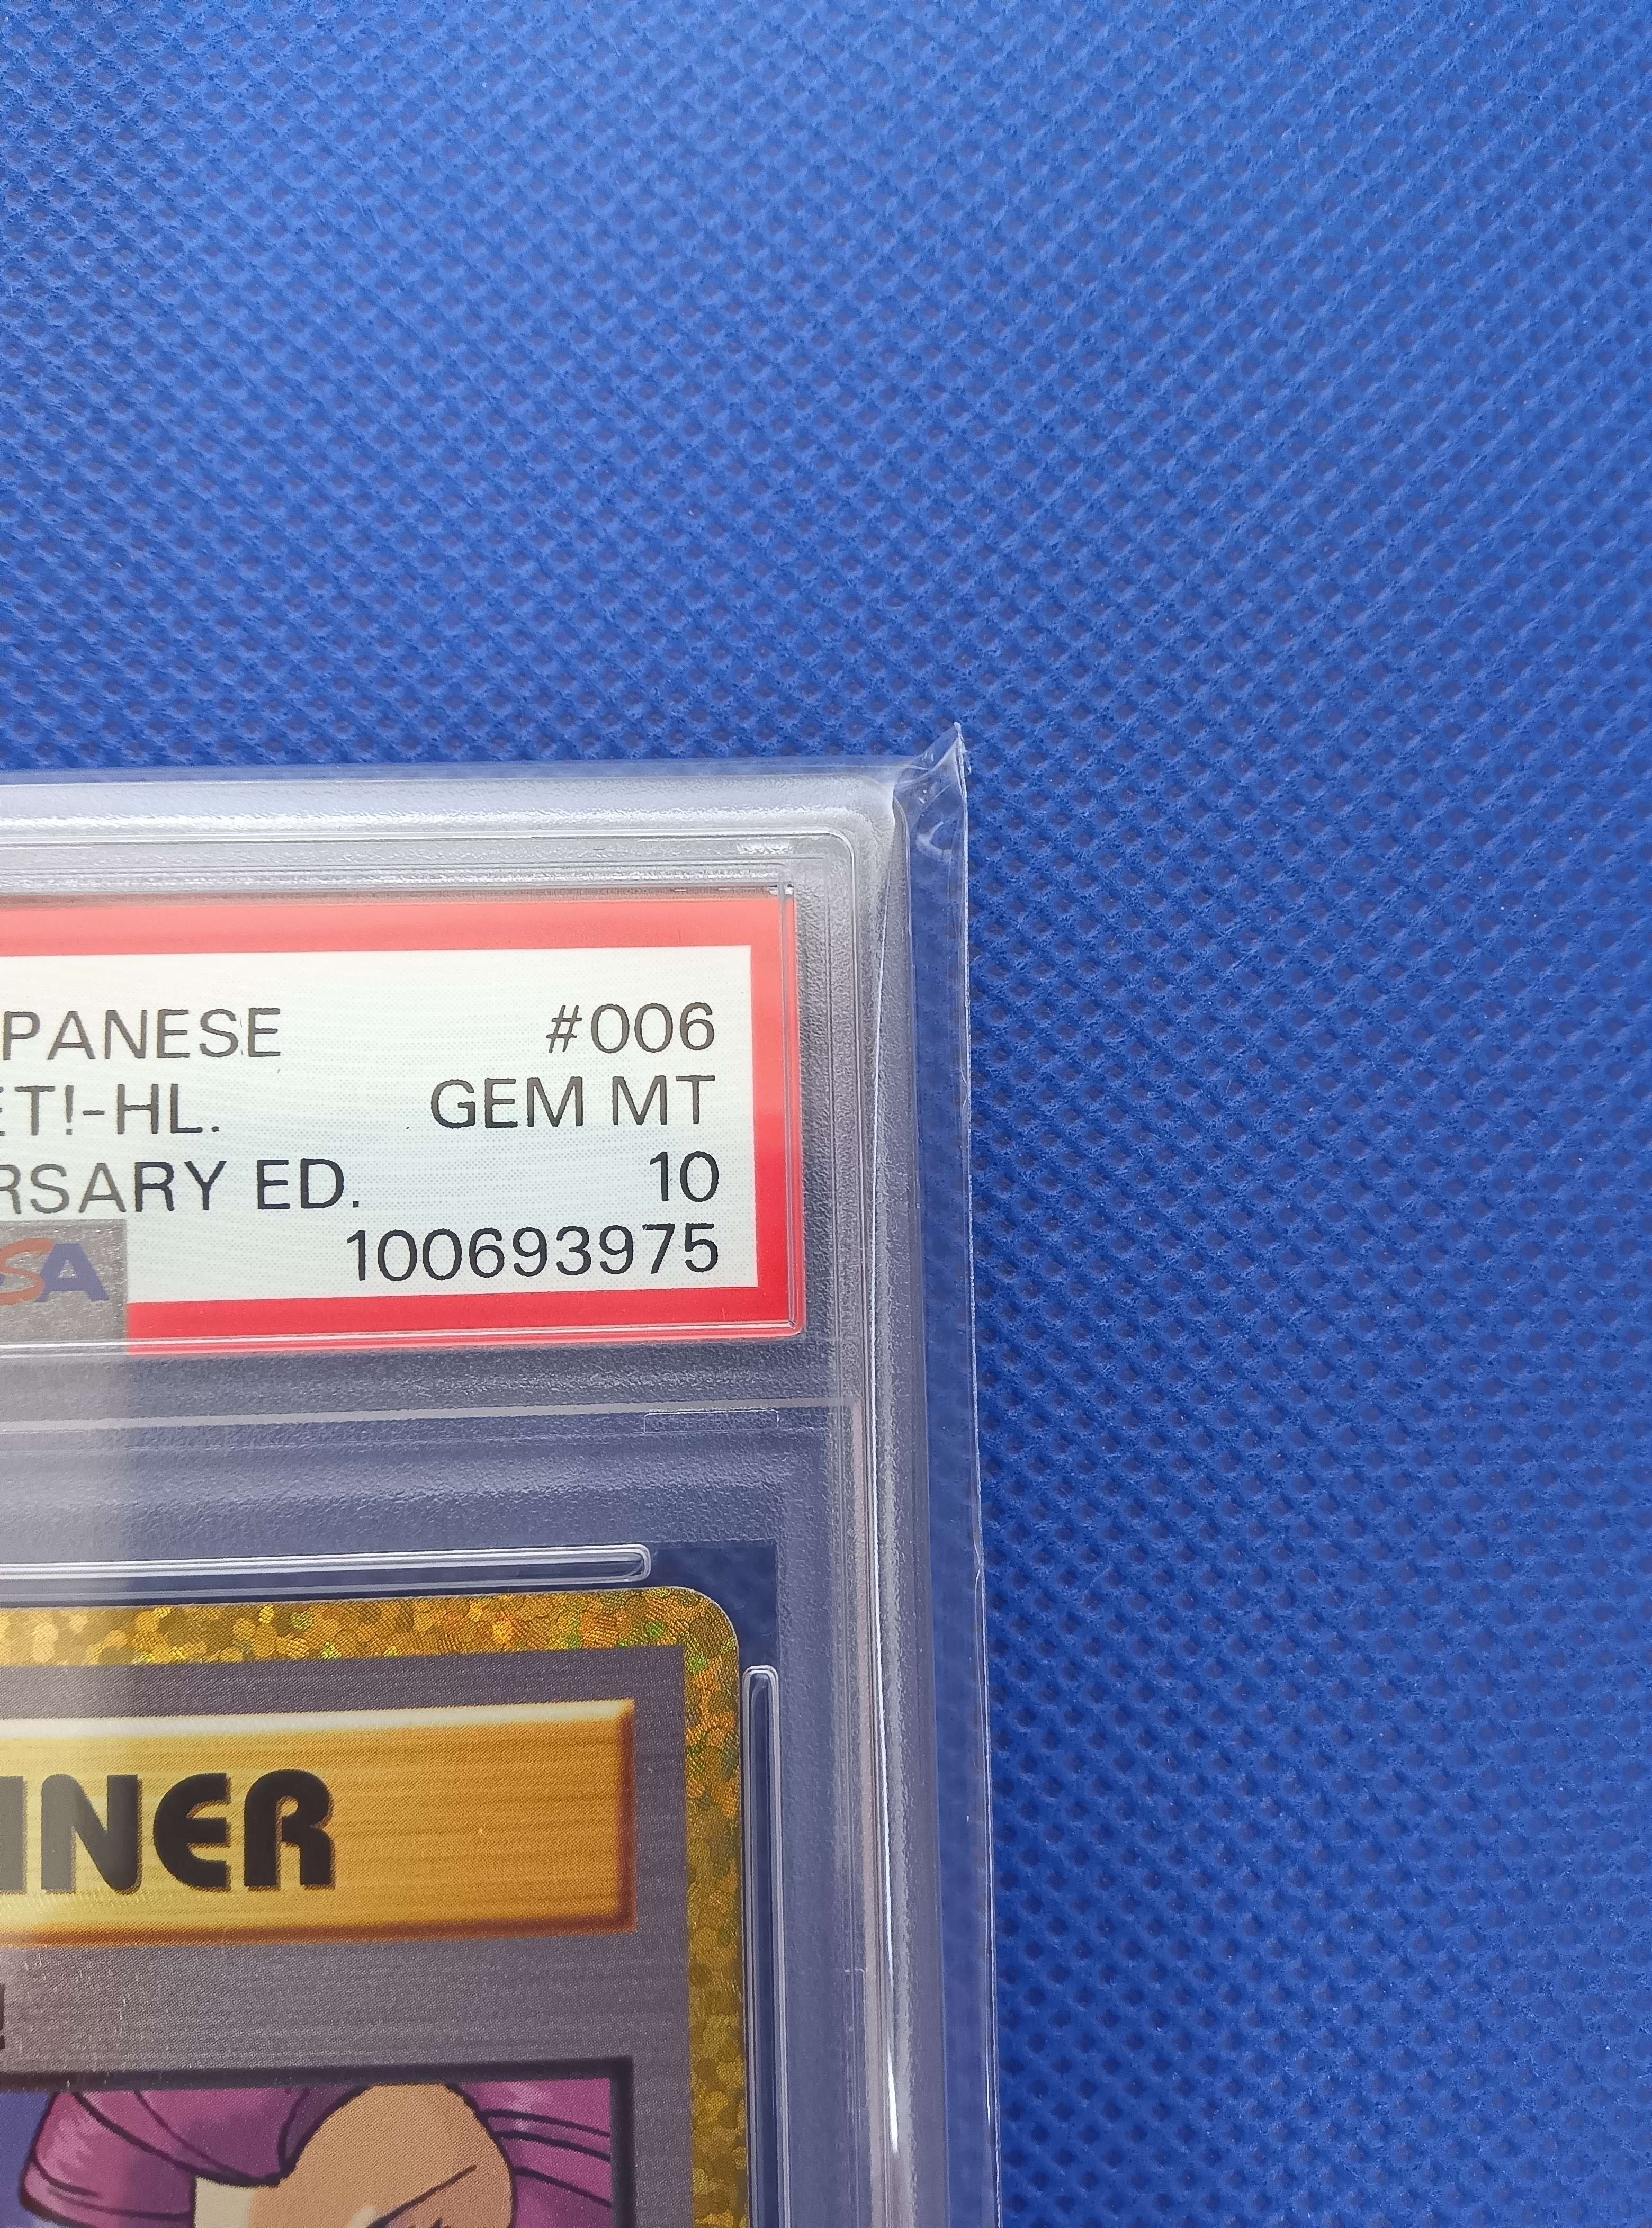 PANESE #006
ET!-HL. GEM MT
RSARY ED. 10
100693975
SA
INER